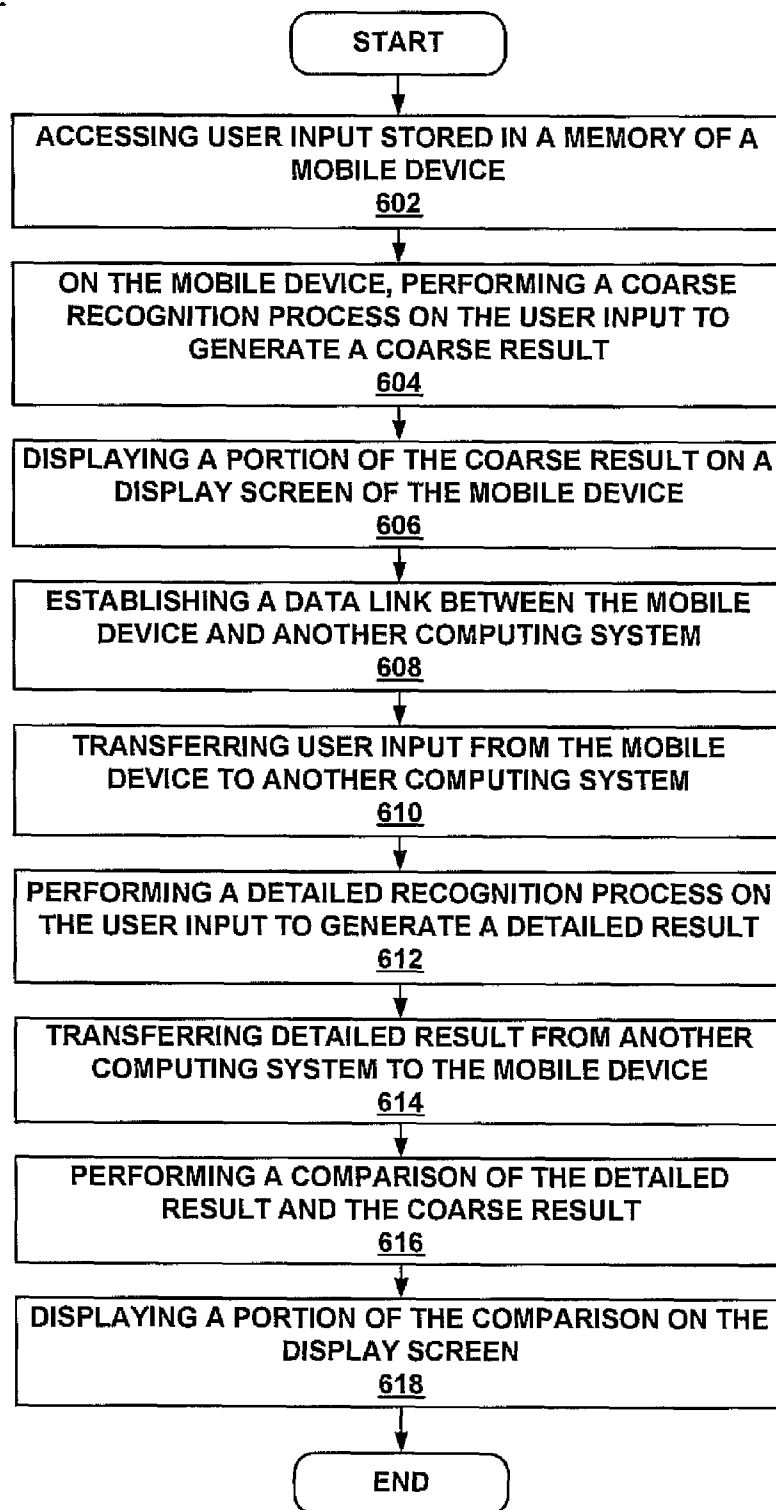 START
ACCESSING USER INPUT STORED IN A MEMORY OF A
MOBILE DEVICE
602
ON THE MOBILE DEVICE, PERFORMING A COARSE
RECOGNITION PROCESS ON THE USER INPUT TO
GENERATE A COARSE RESULT
604
DISPLAYING A PORTION OF THE COARSE RESULT ON A
DISPLAY SCREEN OF THE MOBILE DEVICE
606
ESTABLISHING A DATA LINK BETWEEN THE MOBILE
DEVICE AND ANOTHER COMPUTING SYSTEM
608
TRANSFERRING USER INPUT FROM THE MOBILE
DEVICE TO ANOTHER COMPUTING SYSTEM
610
PERFORMING A DETAILED RECOGNITION PROCESS ON
THE USER INPUT TO GENERATE A DETAILED RESULT
612
TRANSFERRING DETAILED RESULT FROM ANOTHER
COMPUTING SYSTEM TO THE MOBILE DEVICE
614
PERFORMING A COMPARISON OF THE DETAILED
RESULT AND THE COARSE RESULT
616
DISPLAYING A PORTION OF THE COMPARISON ON THE
DISPLAY SCREEN
618
END